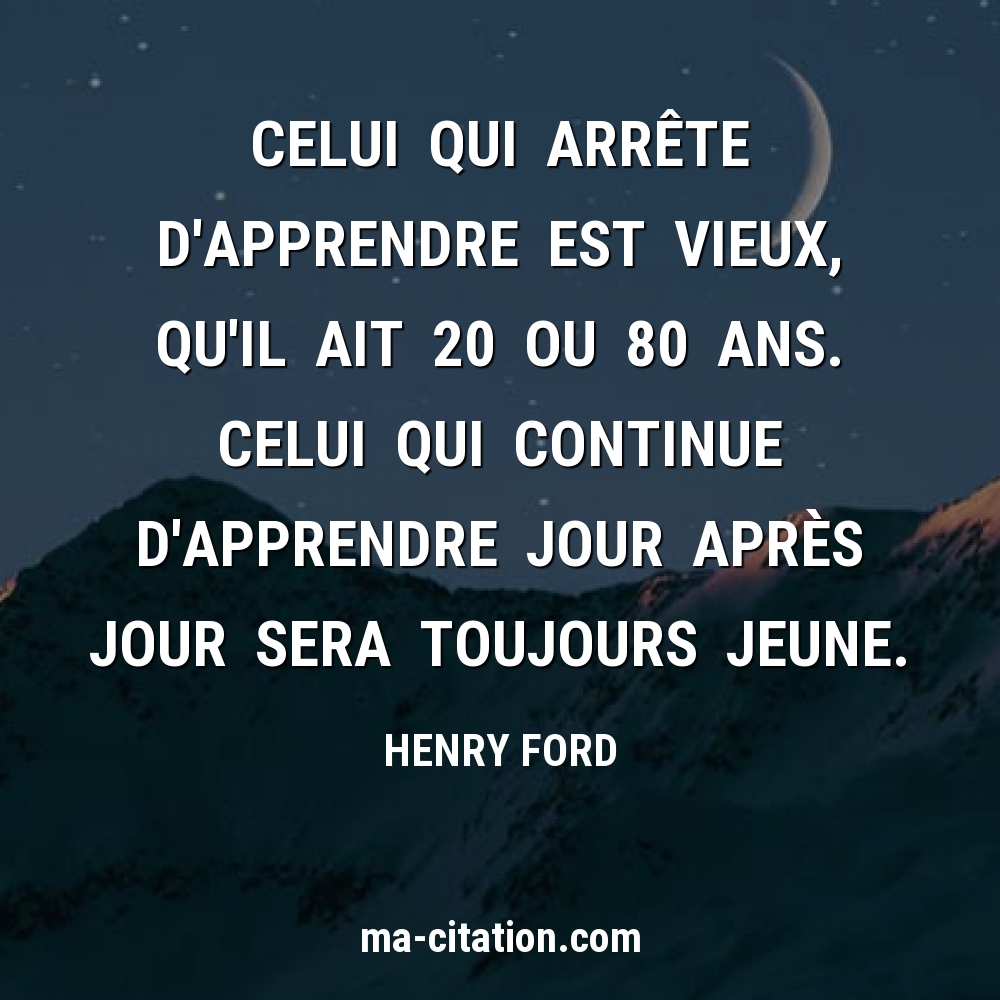 CELUI QUI ARRÊTE
D'APPRENDRE EST VIEUX,
QU'IL AIT 20 OU 80 ANS.
CELUI QUI CONTINUE
D'APPRENDRE JOUR APRÈS
JOUR SERA TOUJOURS JEUNE.
HENRY FORD
ma-citation.com